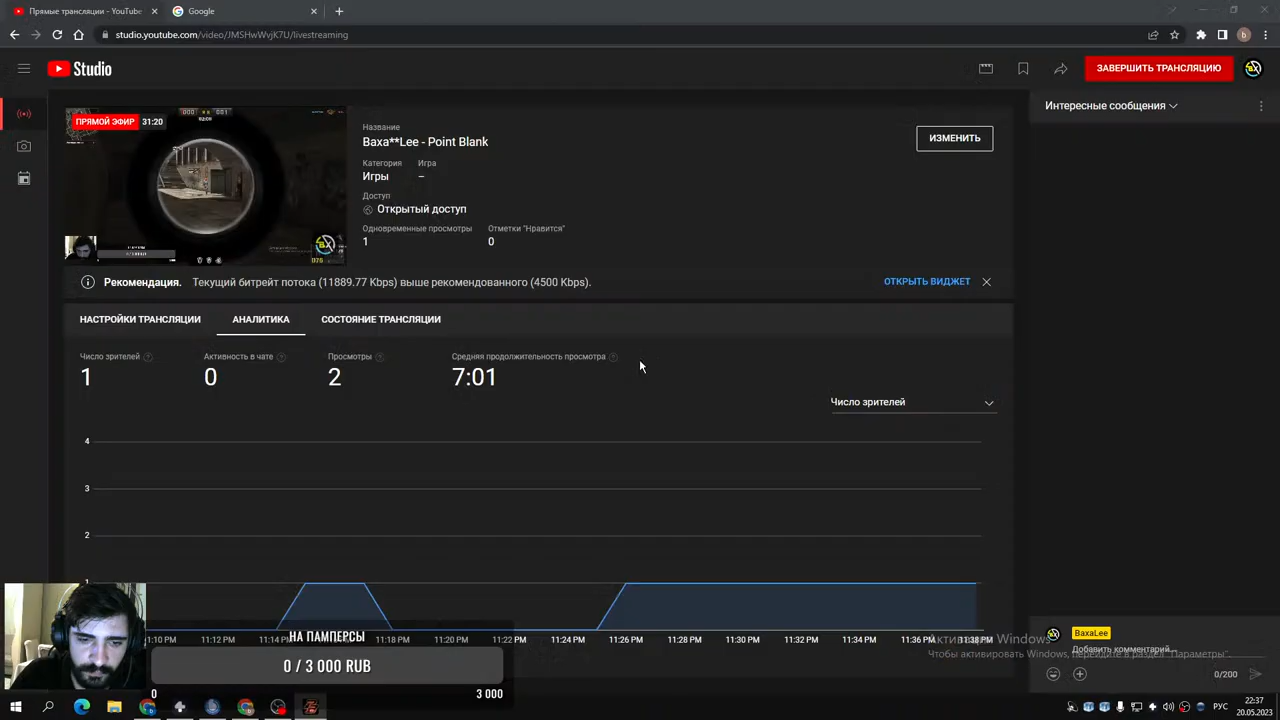 Прямые трансляции - YouTube
Google
studio.youtube.com/video/JMSHwWvjK7U/livestreaming
b
Studio
ЗАВЕРШИТЬ ТРАНСЛЯЦИЮ
ПРЯМОЙ ЭФИР 31:20
Название
Baxa**Lee - Point Blank
ИЗМЕНИТЬ
Категория Игра
Игры –
Доступ
Открытый доступ
Одновременные просмотры Отметки "Нравится"
1 0
Интересные сообщения
Рекомендация. Текущий битрейт потока (11889.77 Kbps) выше рекомендованного (4500 Kbps).
ОТКРЫТЬ ВИДЖЕТ
НАСТРОЙКИ ТРАНСЛЯЦИИ АНАЛИТИКА СОСТОЯНИЕ ТРАНСЛЯЦИИ
Число зрителей Активность в чате Просмотры Средняя продолжительность просмотра
1 0 2 7:01
Число зрителей
4
3
2
1
11:10 PM 11:12 PM 11:14 11:18 PM 11:20 PM 11:22 PM 11:24 PM 11:26 PM 11:28 PM 11:30 PM 11:32 PM 11:34 PM 11:36 PM 11:38 PM
НА ПАМПЕРСЫ
0 / 3 000 RUB
0 3 000
BaxaLee
Добавить комментарий...
0/200
Активация Windows
Чтобы активировать Windows, перейдите в раздел "Параметры".
РУС
22:37
20.05.2023